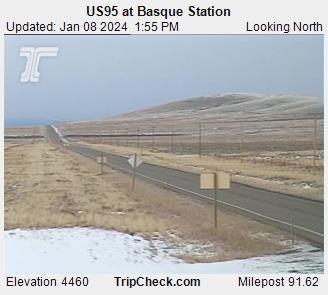 US95 at Basque Station
Updated: Jan 08 2024 1:55 PM Looking North
Elevation 4460 TripCheck.com Milepost 91.62